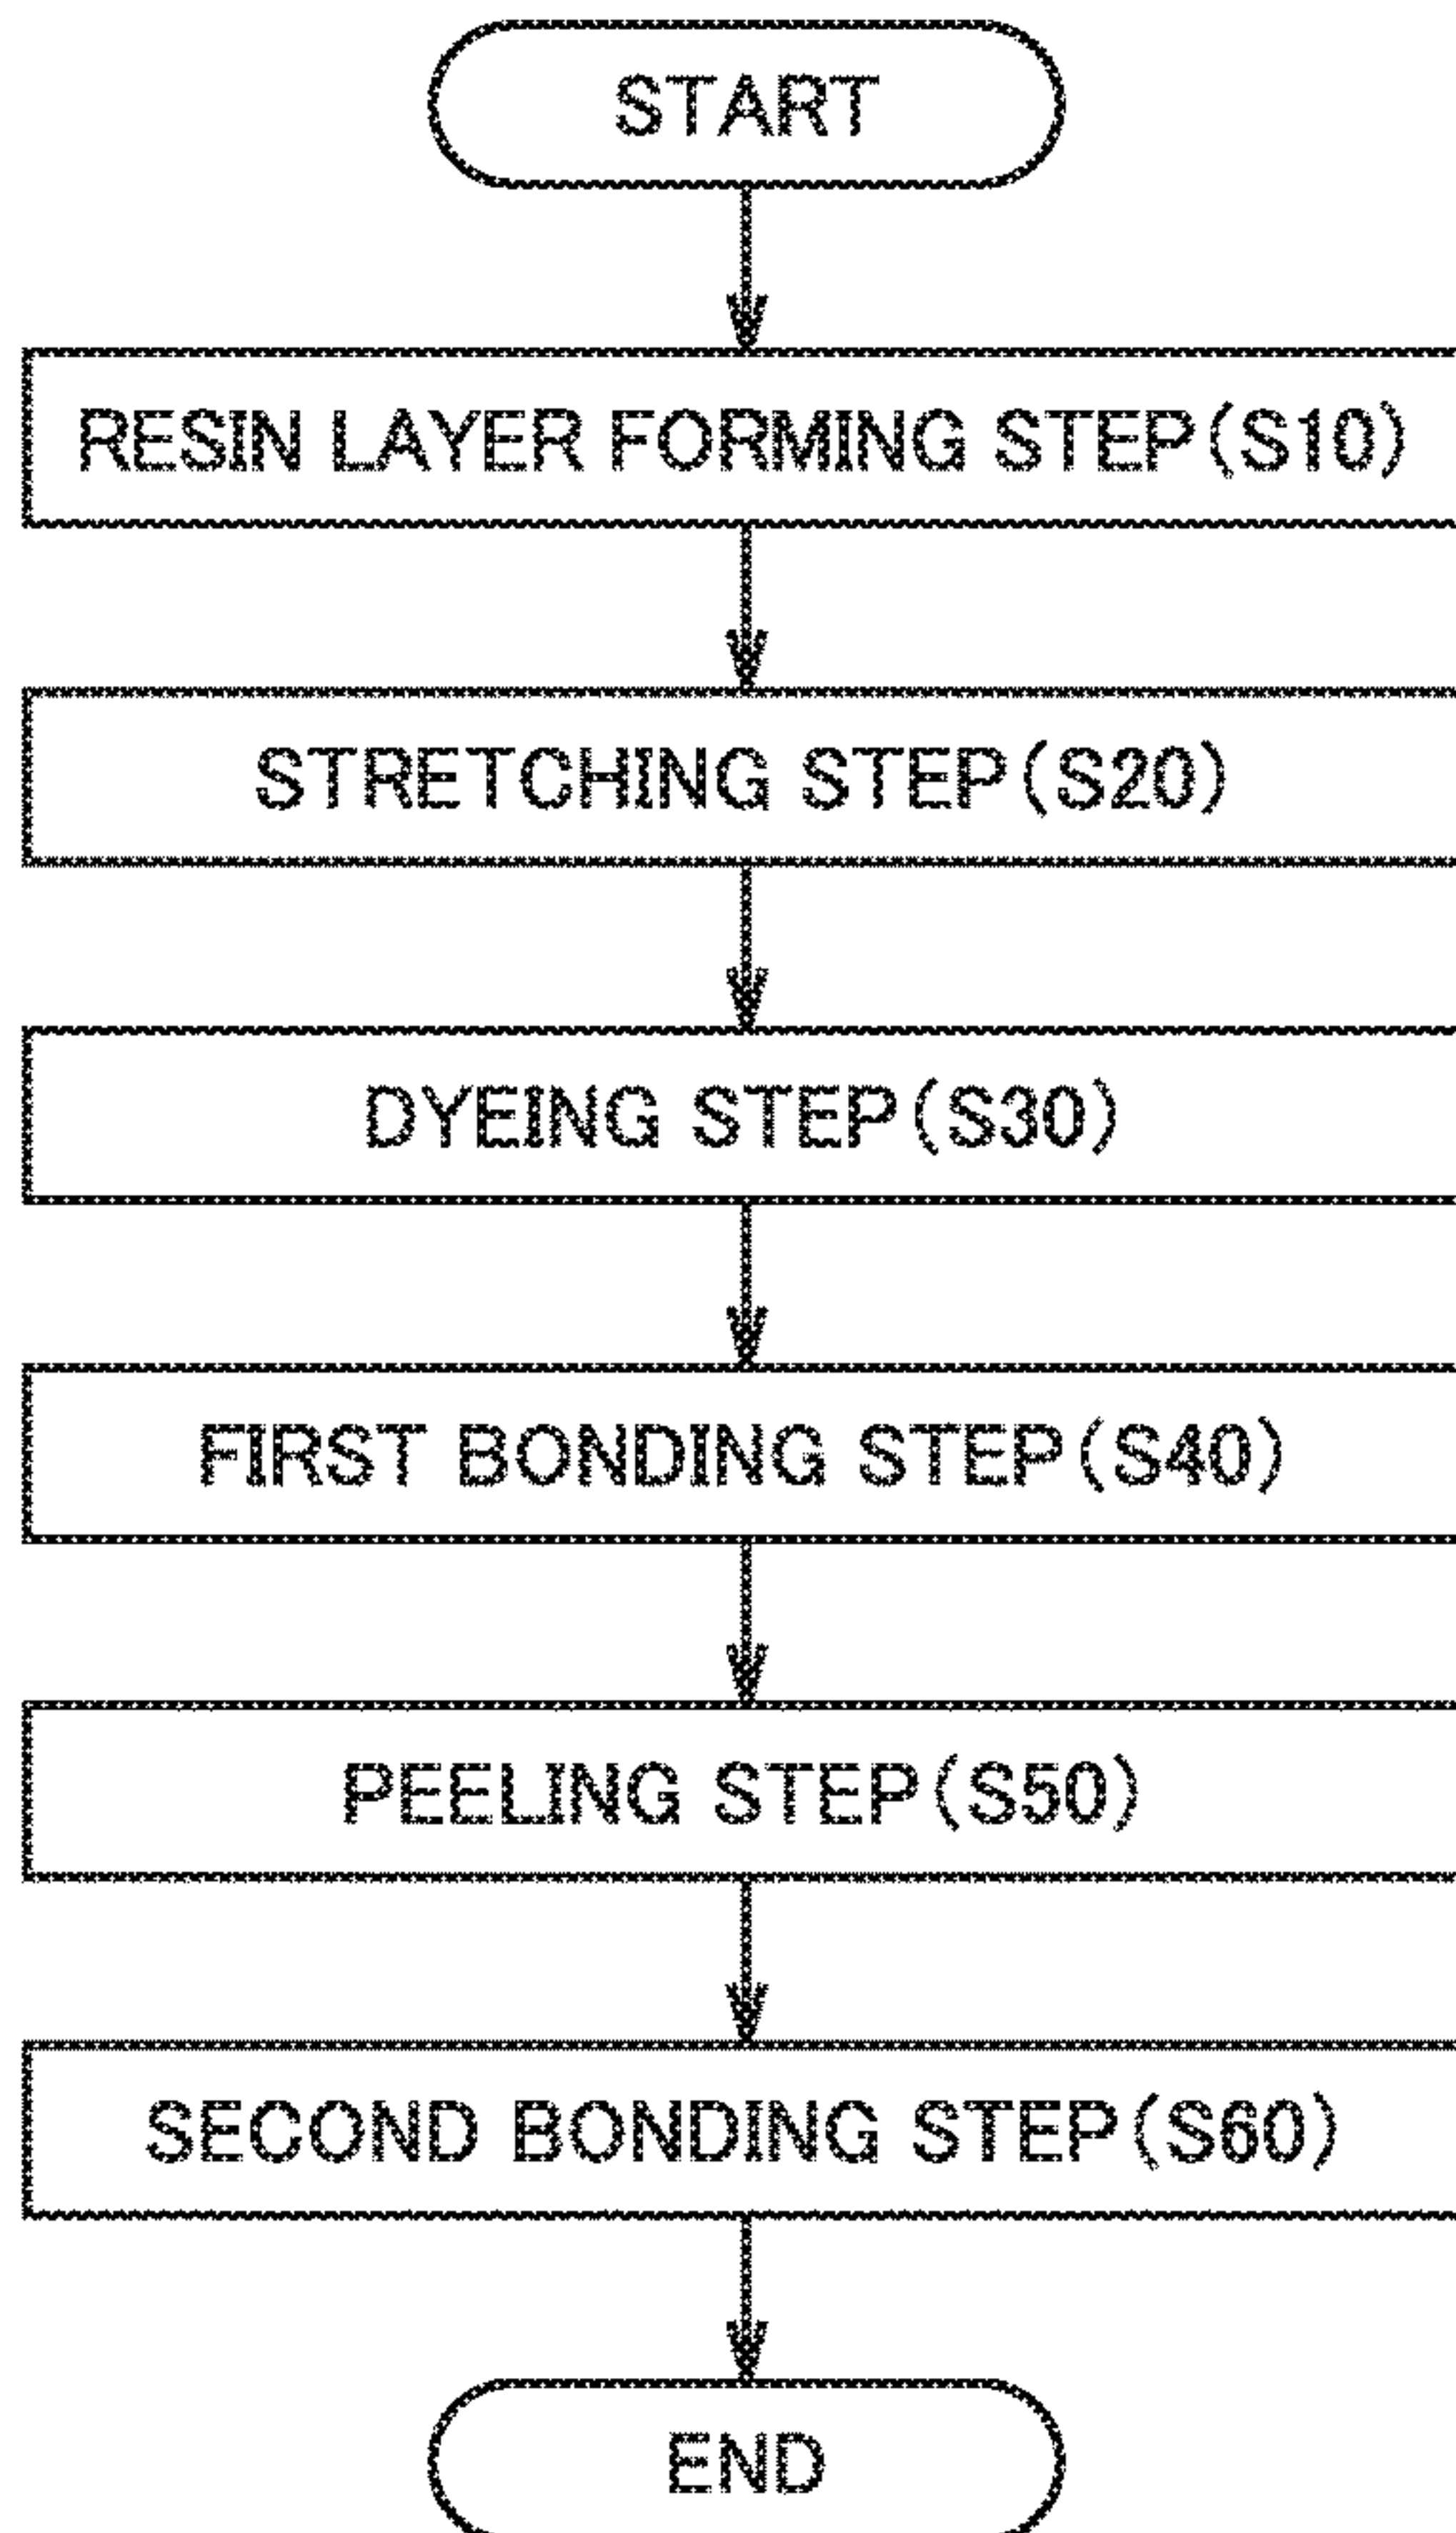 START
RESIN LAYER FORMING STEP(S10)
STRETCHING STEP(S20)
DYEING STEP(S30)
FIRST BONDING STEP(S40)
PEELING STEP(S50)
SECOND BONDING STEP(S60)
END